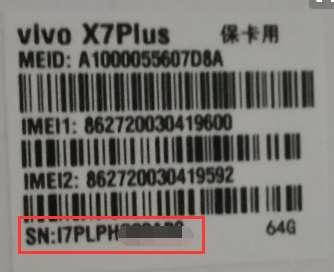 vivo X7Plus 保卡用
MEID: A1000055607D8A
IMEI1: 862720030419600
IMEI2: 862720030419592
SN:I7PLPH
64G